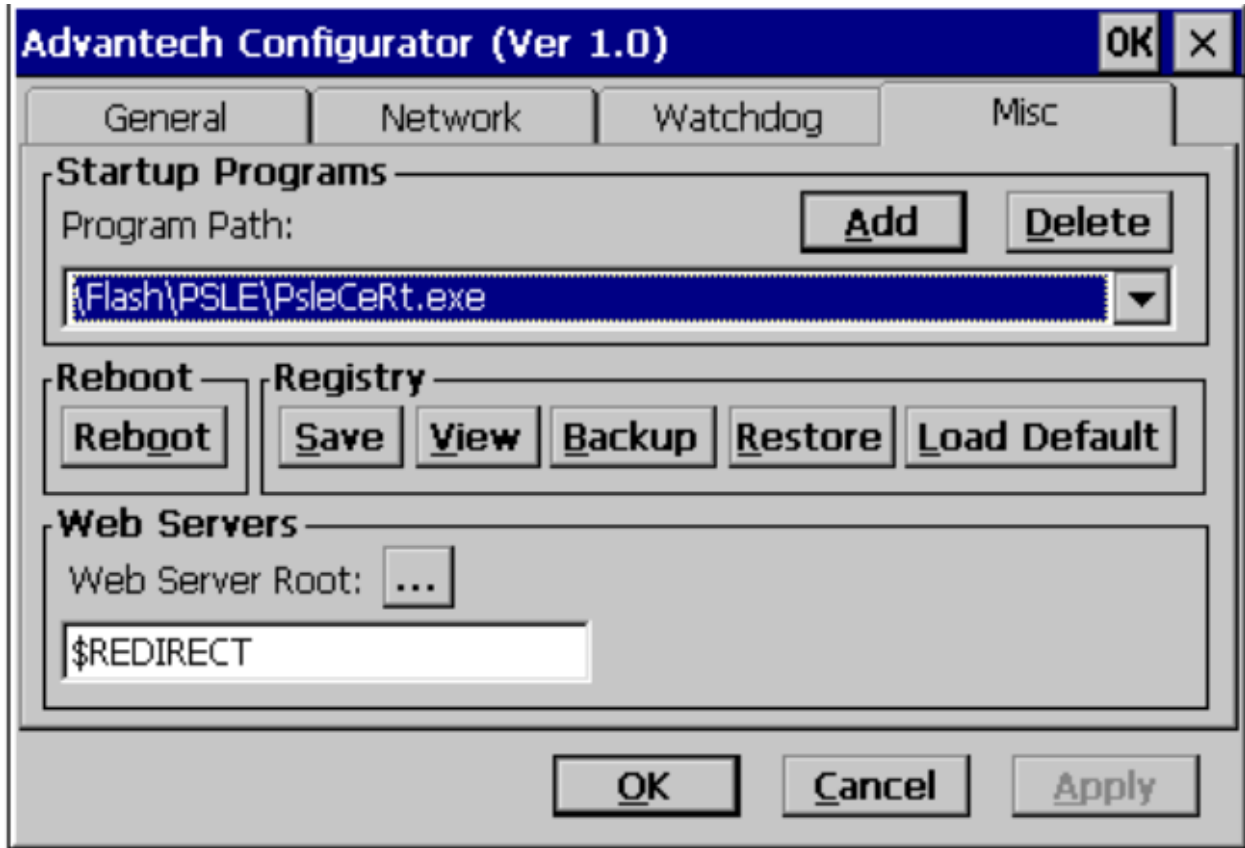 Advantech Configurator (Ver 1.0) OK ×
General Network Watchdog Misc
Startup Programs
Program Path: Add Delete
\Flash\PSLE\PsleCeRt.exe
Reboot Registry
Reboot Save View Backup Restore Load Default
Web Servers
Web Server Root: ...
$REDIRECT
OK Cancel Apply